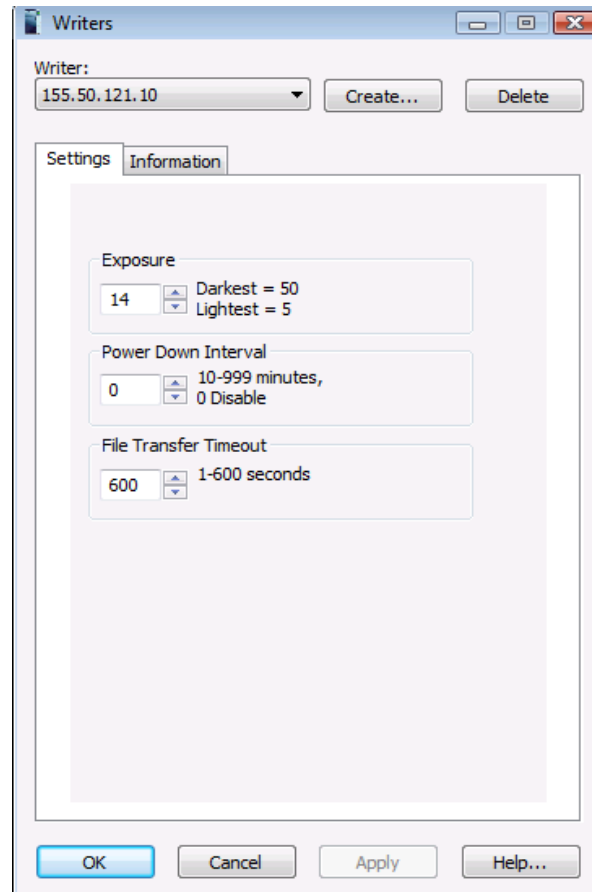 Writers
Writer:
155.50.121.10
Create...
Delete
Settings
Information
Exposure
14
Darkest = 50
Lightest = 5
Power Down Interval
0
10-999 minutes,
0 Disable
File Transfer Timeout
600
1-600 seconds
OK
Cancel
Apply
Help...